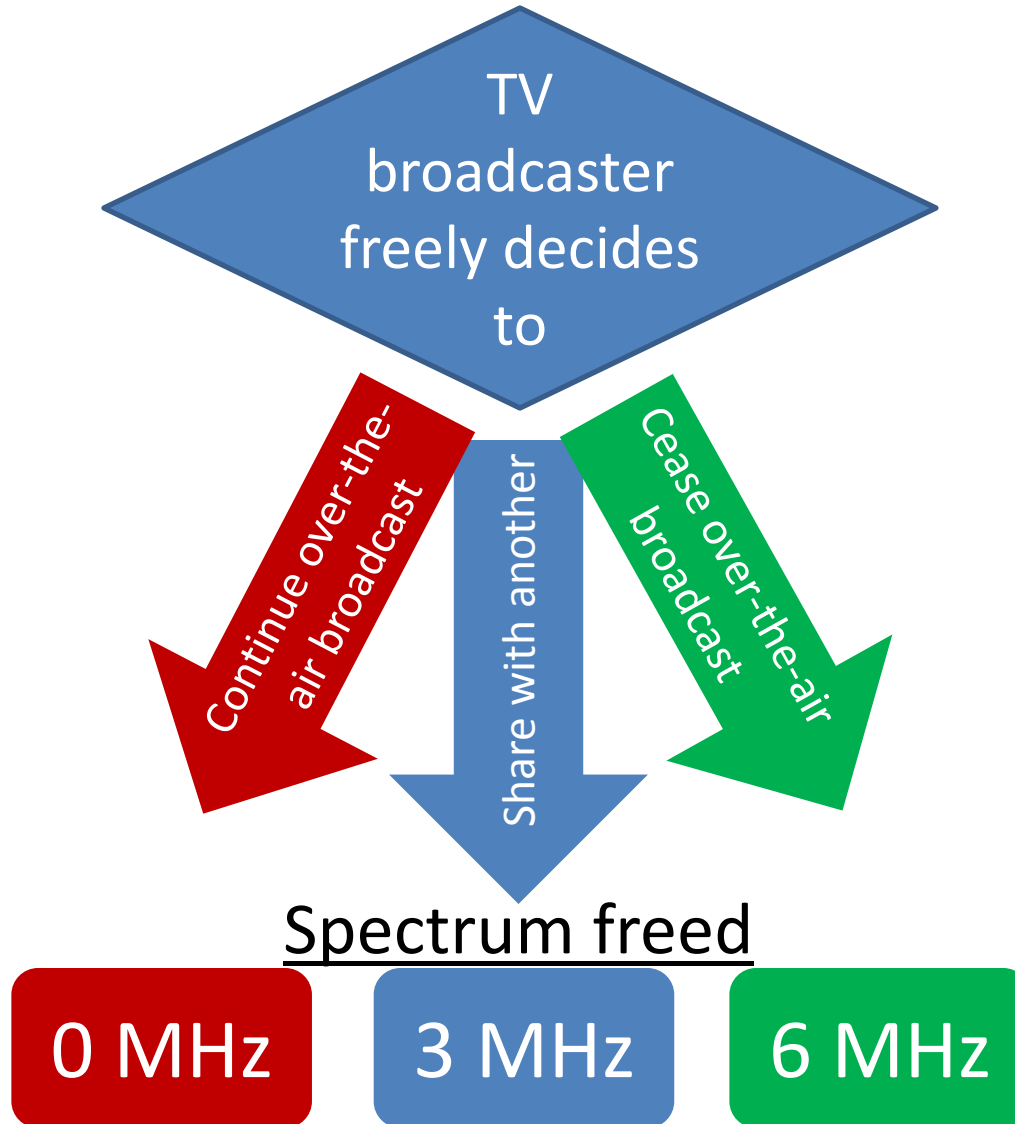 TV
broadcaster
freely decides
to
Continue over-the-
air broadcast
Share with another
Cease over-the-air
broadcast
Spectrum freed
0 MHz
3 MHz
6 MHz